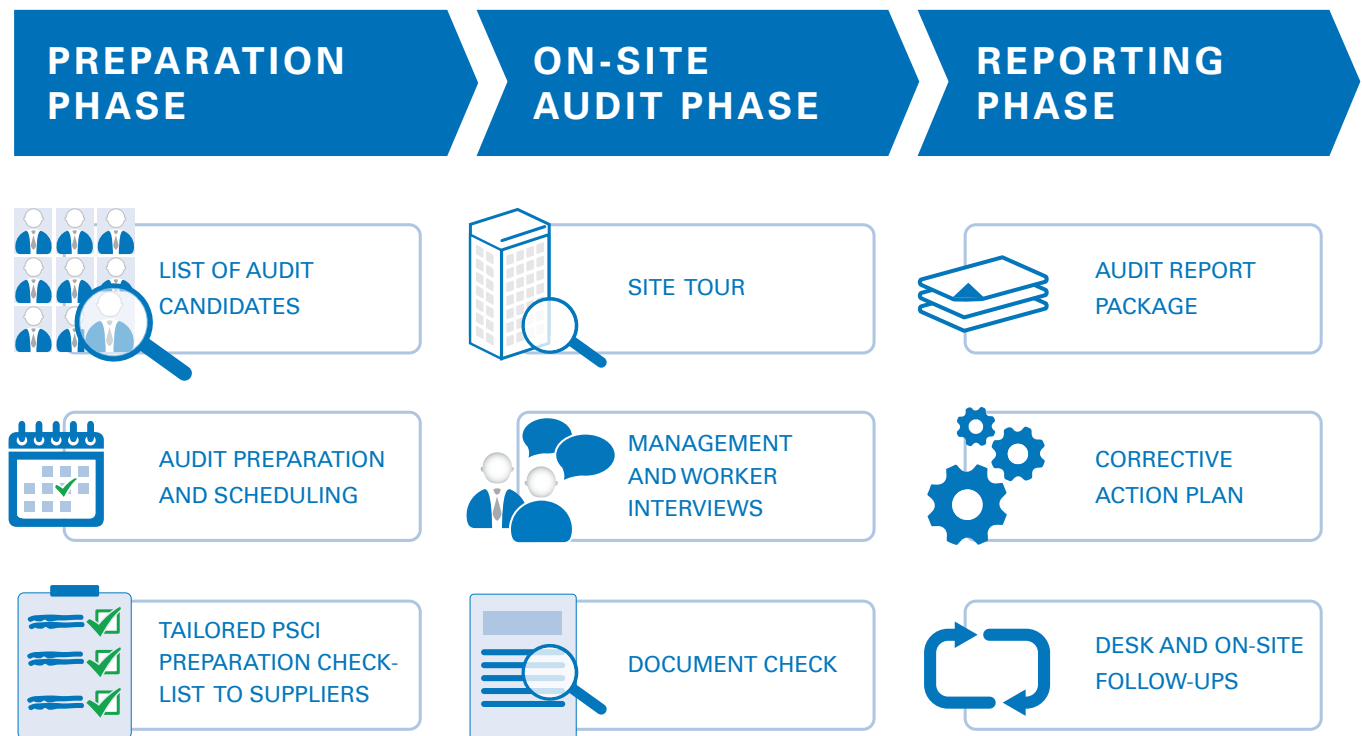 PREPARATION
PHASE
ON-SITE
AUDIT PHASE
REPORTING
PHASE
LIST OF AUDIT
CANDIDATES
SITE TOUR
AUDIT REPORT
PACKAGE
AUDIT PREPARATION
AND SCHEDULING
MANAGEMENT
AND WORKER
INTERVIEWS
CORRECTIVE
ACTION PLAN
TAILORED PSCI
PREPARATION CHECK-
LIST TO SUPPLIERS
DOCUMENT CHECK
DESK AND ON-SITE
FOLLOW-UPS